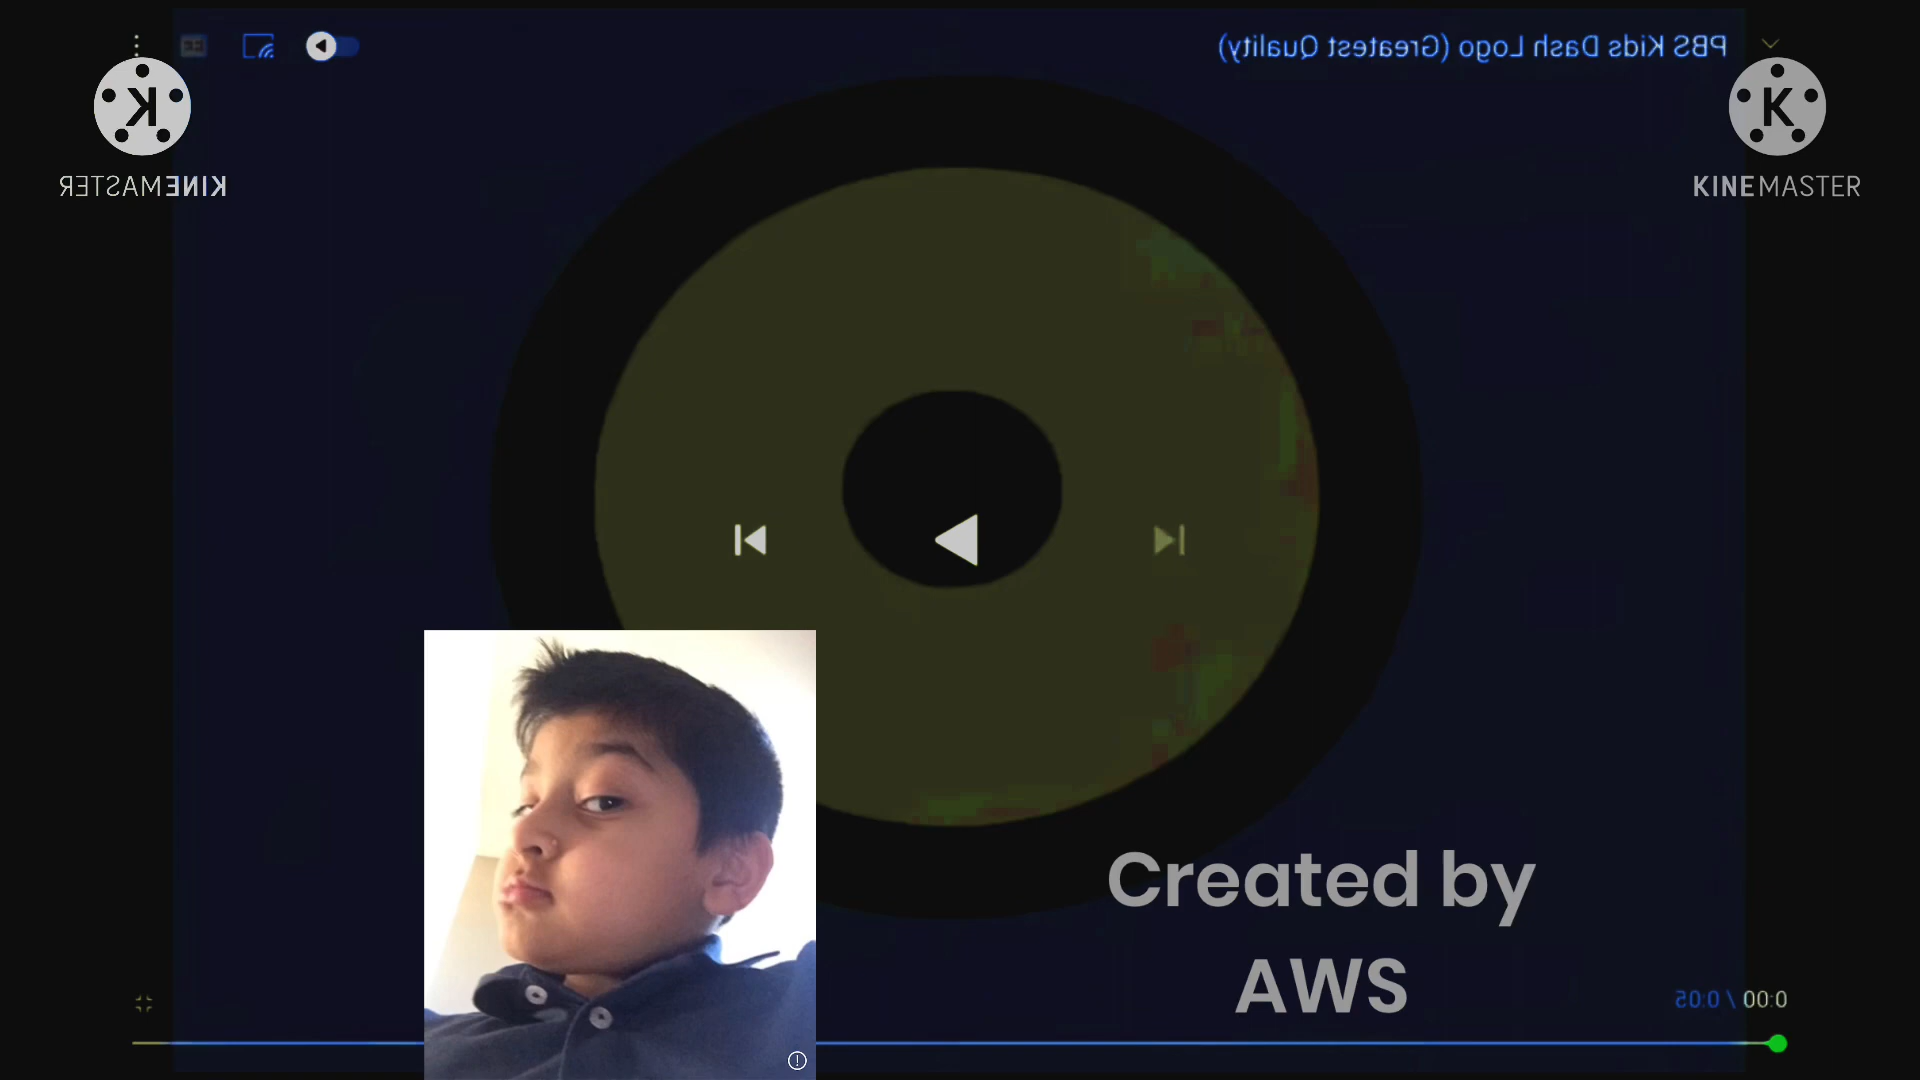 PBS Kids Dash Logo (Greatest Quality)
K
KINEMASTER
K
KINEMASTER
Created by
AWS
0:00 / 0:05